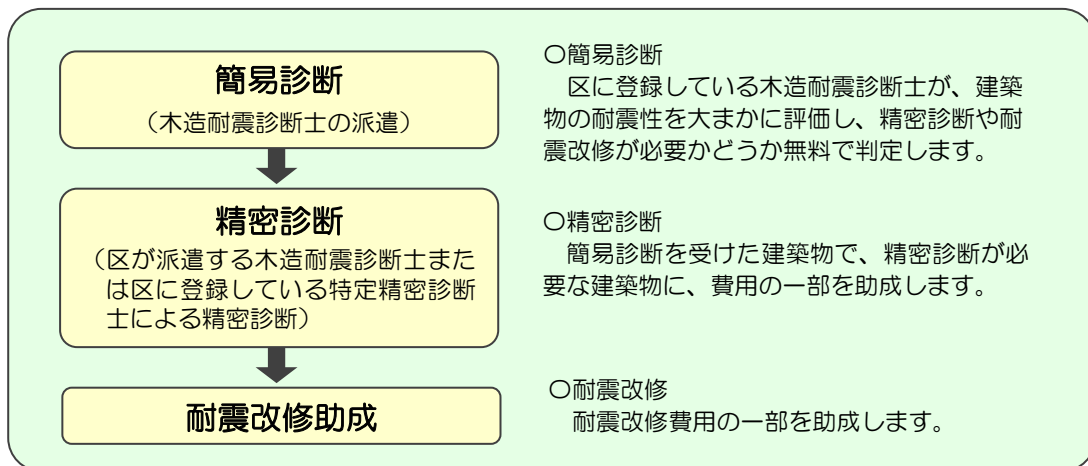 簡易診断
（木造耐震診断士の派遣）
〇簡易診断
区に登録している木造耐震診断士が、建築
物の耐震性を大まかに評価し、精密診断や耐
震改修が必要かどうか無料で判定します。
精密診断
（区が派遣する木造耐震診断士また
は区に登録している特定精密診断
士による精密診断）
〇精密診断
簡易診断を受けた建築物で、精密診断が必
要な建築物に、費用の一部を助成します。
耐震改修助成
〇耐震改修
耐震改修費用の一部を助成します。